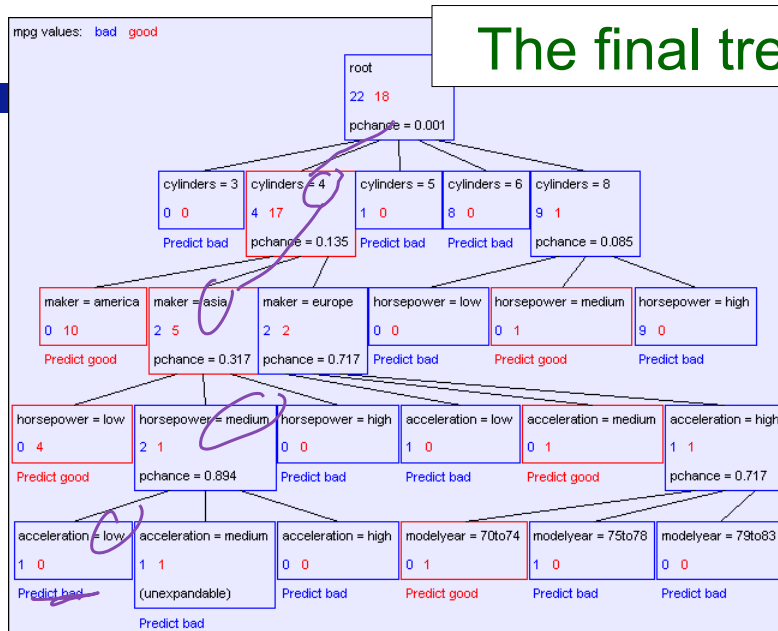 mpg values: bad good
The final tre
root
22 18
pchance = 0.001
cylinders = 3
0 0
Predict bad
cylinders = 4
4 17
pchance = 0.135
cylinders = 5
1 0
Predict bad
cylinders = 6
8 0
Predict bad
cylinders = 8
9 1
pchance = 0.085
maker = america
0 10
Predict good
maker = asia
2 5
pchance = 0.317
maker = europe
2 2
pchance = 0.717
horsepower = low
0 0
Predict bad
horsepower = medium
0 1
Predict good
horsepower = high
9 0
Predict bad
horsepower = low
0 4
Predict good
horsepower = medium
2 1
pchance = 0.894
horsepower = high
0 0
Predict bad
acceleration = low
1 0
Predict bad
acceleration = medium
0 1
Predict good
acceleration = high
1 1
pchance = 0.717
acceleration = low
1 0
Predict bad
acceleration = medium
1 1
(unexpandable)
Predict bad
acceleration = high
0 0
Predict bad
modelyear = 70to74
0 1
Predict good
modelyear = 75to78
1 0
Predict bad
modelyear = 79to83
0 0
Predict bad